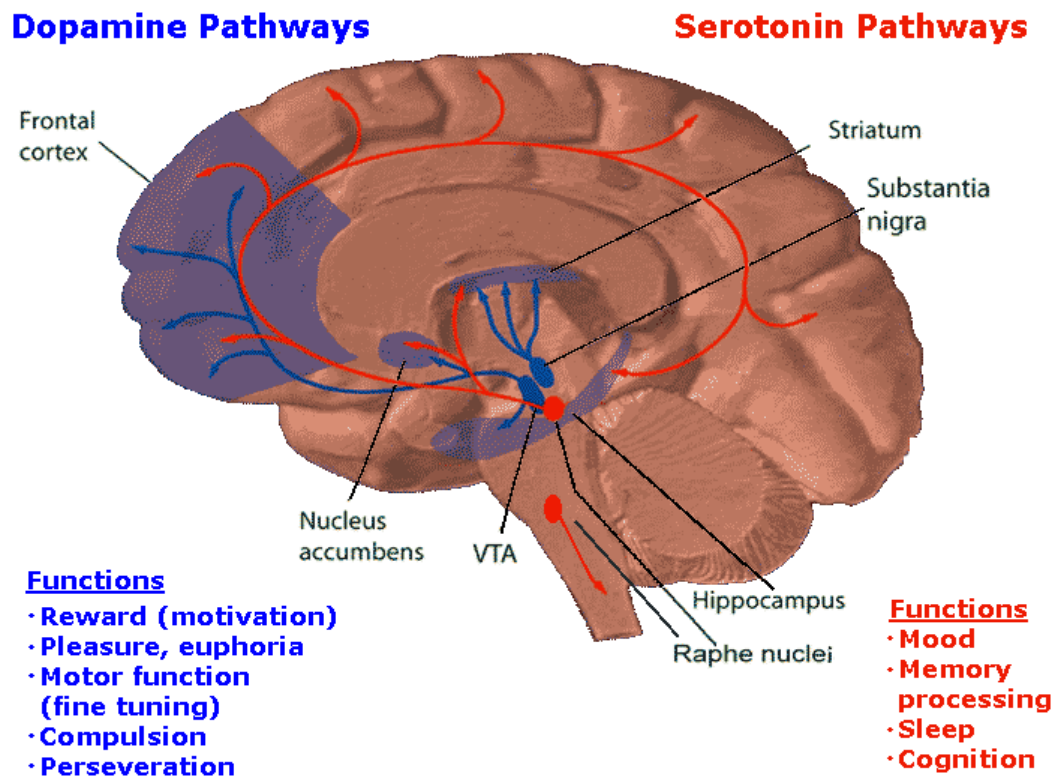 Dopamine Pathways
Serotonin Pathways
Frontal
cortex
Striatum
Substantia
nigra
Nucleus
accumbens
VTA
Hippocampus
Raphe nuclei
Functions
·Reward (motivation)
·Pleasure, euphoria
·Motor function
(fine tuning)
·Compulsion
·Perseveration
Functions
·Mood
·Memory
processing
·Sleep
·Cognition